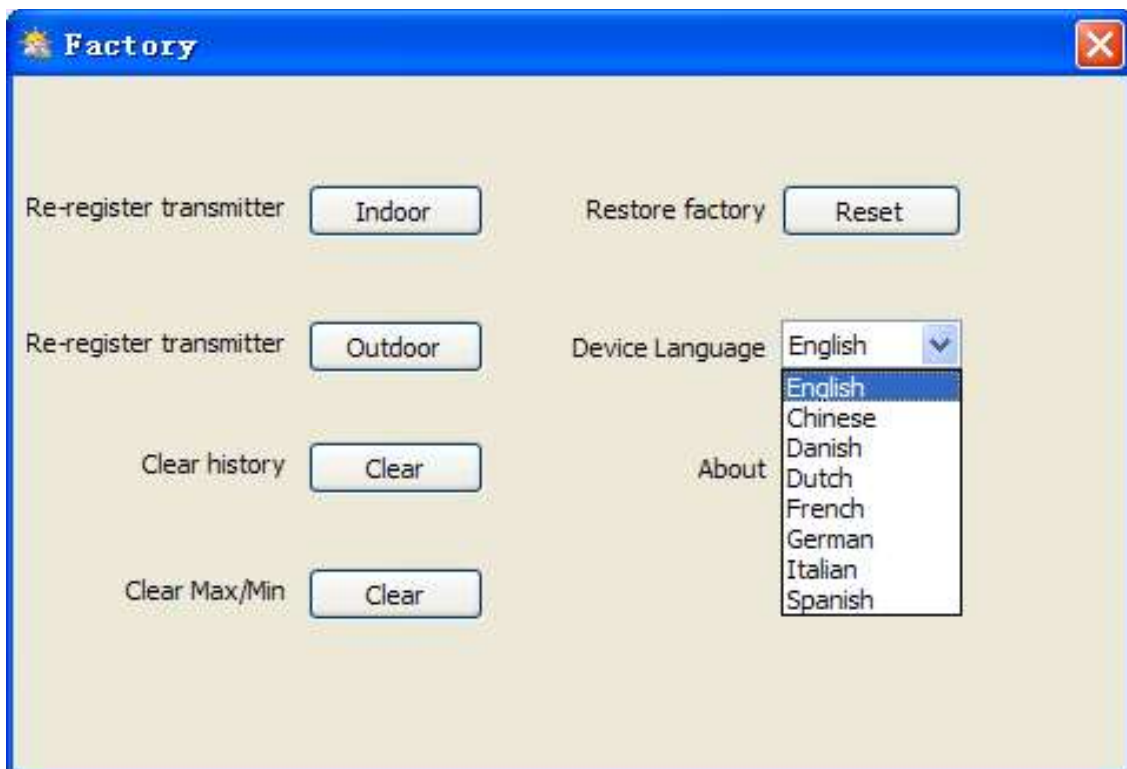 Factory
Re-register transmitter Indoor Restore factory Reset
Re-register transmitter Outdoor Device Language English
English
Chinese
Danish
Clear history Clear About Dutch
French
German
Italian
Clear Max/Min Clear Spanish